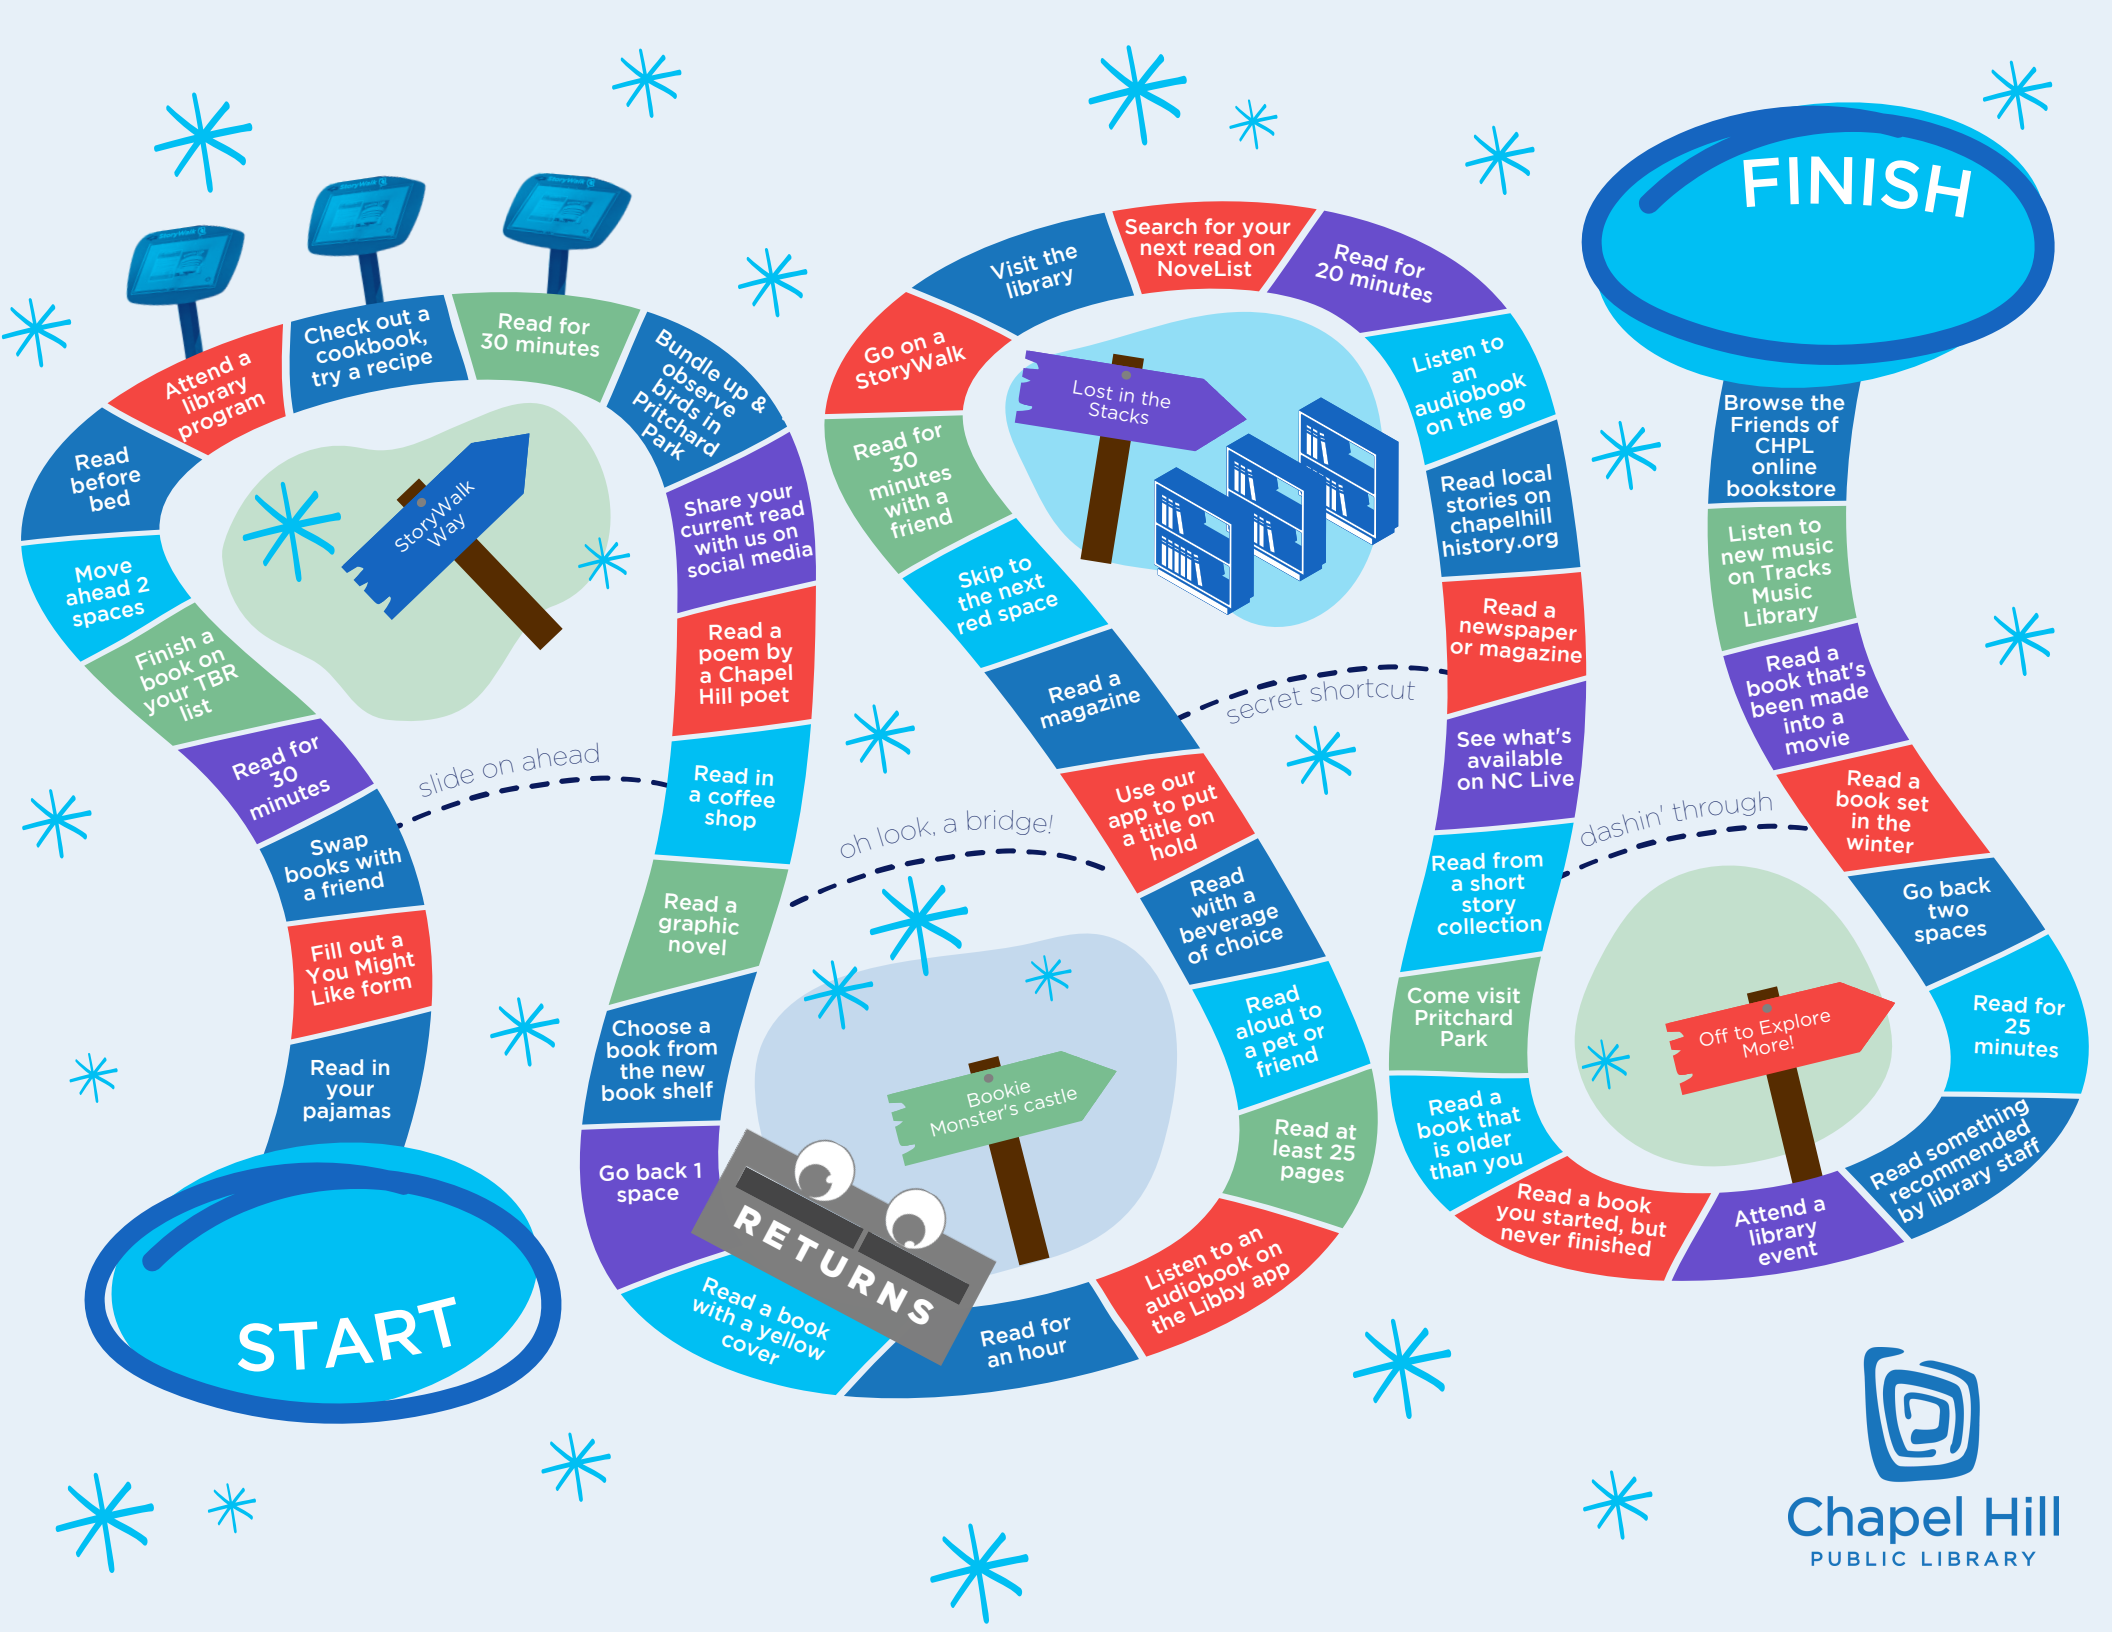 START
Read in
your
pajamas
Fill out a
You Might
Like form
Swap
books with
a friend
slide on ahead
Read for
30
minutes
Finish a
book on
your TBR
list
Move
ahead 2
spaces
Read
before
bed
Attend a
library
program
Check out a
cookbook,
try a recipe
Read for
30 minutes
Bundle up &
observe
birds in
Pritchard
Park
StoryWalk
Way
Share your
current read
with us on
social media
Read a
poem by
a Chapel
Hill poet
Read in
a coffee
shop
Read a
graphic
novel
oh look, a bridge!
Choose a
book from
the new
book shelf
Go back 1
space
RETURNS
Read a book
with a yellow
cover
Read for
an hour
Bookie
Monster's castle
Listen to an
audiobook on
the Libby app
Read at
least 25
pages
Read
aloud to
a pet or
friend
Read
with a
beverage
of choice
Use our
app to put
a title on
hold
Read a
magazine
secret shortcut
Skip to
the next
red space
Read for
30
minutes
with a
friend
Go on a
StoryWalk
Visit the
library
Search for your
next read on
NoveList
Read for
20 minutes
Lost in the
Stacks
Listen to
an
audiobook
on the go
Read local
stories on
chapelhill
history.org
Read a
newspaper
or magazine
See what's
available
on NC Live
Read from
a short
story
collection
dashin' through
Come visit
Pritchard
Park
Read a
book that
is older
than you
Read a book
you started, but
never finished
Attend a
library
event
Off to Explore
More!
Read something
recommended
by library staff
Read for
25
minutes
Go back
two
spaces
Read a
book set
in the
winter
Read a
book that's
been made
into a
movie
Listen to
new music
on Tracks
Music
Library
Browse the
Friends of
CHPL
online
bookstore
FINISH
Chapel Hill
PUBLIC LIBRARY